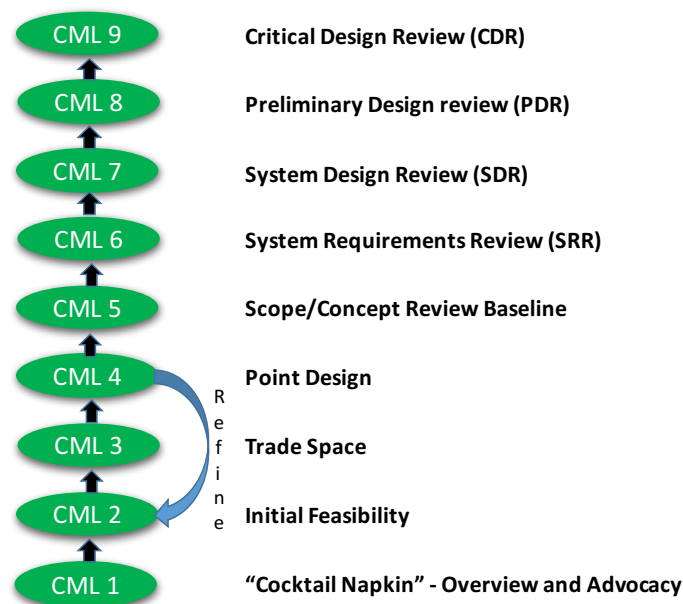 CML 9 Critical Design Review (CDR)
CML 8 Preliminary Design review (PDR)
CML 7 System Design Review (SDR)
CML 6 System Requirements Review (SRR)
CML 5 Scope/Concept Review Baseline
CML 4 Point Design
Refine
CML 3 Trade Space
CML 2 Initial Feasibility
CML 1 “Cocktail Napkin” - Overview and Advocacy